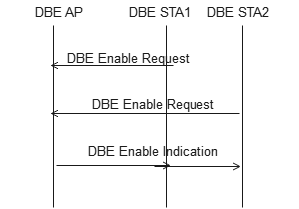 DBE AP DBE STA1 DBE STA2
DBE Enable Request
DBE Enable Request
DBE Enable Indication